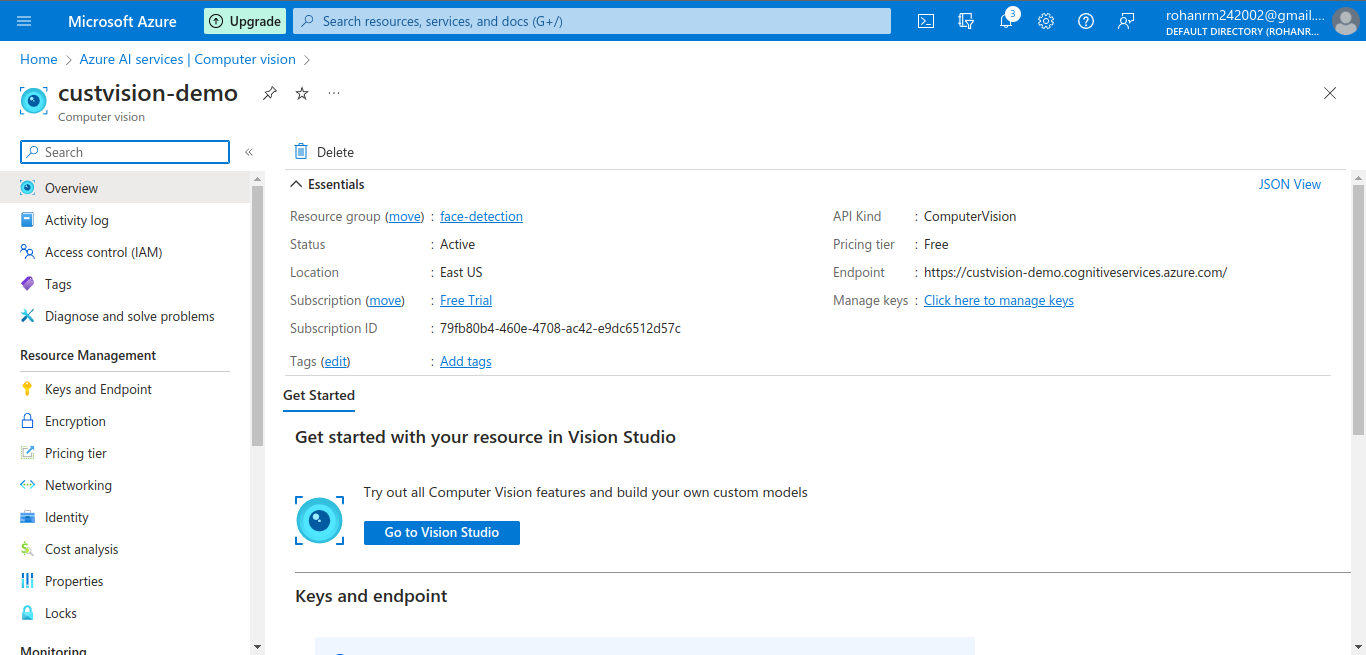 Microsoft Azure
Upgrade
Search resources, services, and docs (G+/)
3
rohanrm242002@gmail....
DEFAULT DIRECTORY (ROHANR...
Home > Azure AI services | Computer vision >
custvision-demo
...
Computer vision
Search
«
Delete
Overview
Activity log
Access control (IAM)
Tags
Diagnose and solve problems
Resource Management
Keys and Endpoint
Encryption
Pricing tier
Networking
Identity
Cost analysis
Properties
Locks
Monitoring
Essentials
JSON View
Resource group (move) : face-detection
Status : Active
Location : East US
Subscription (move) : Free Trial
Subscription ID : 79fb80b4-460e-4708-ac42-e9dc6512d57c
Tags (edit) : Add tags
API Kind : ComputerVision
Pricing tier : Free
Endpoint : https://custvision-demo.cognitiveservices.azure.com/
Manage keys : Click here to manage keys
Get Started
Get started with your resource in Vision Studio
Try out all Computer Vision features and build your own custom models
Go to Vision Studio
Keys and endpoint